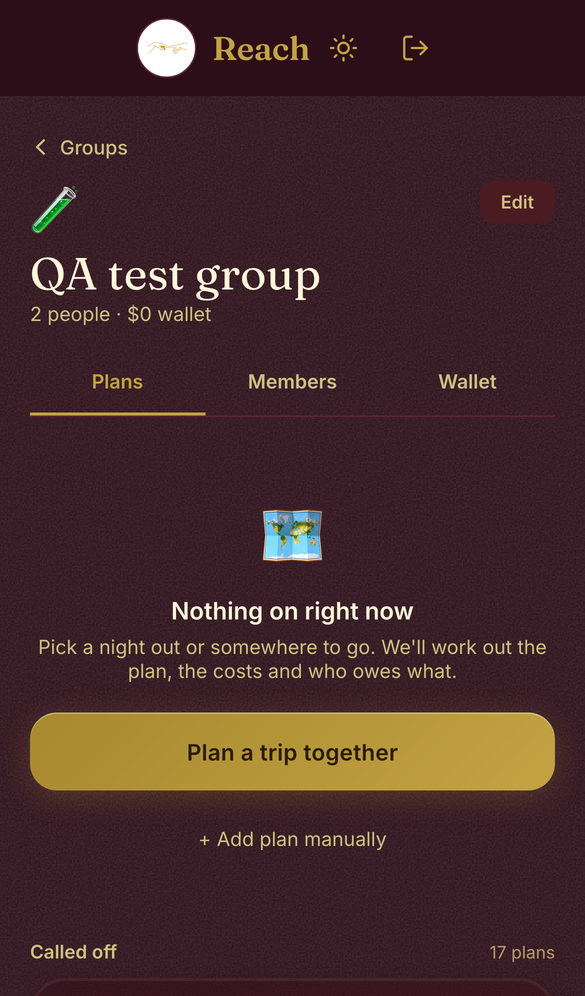 Reach
Groups
Edit
QA test group
2 people · $0 wallet
Plans
Members
Wallet
Nothing on right now
Pick a night out or somewhere to go. We'll work out the
plan, the costs and who owes what.
Plan a trip together
+ Add plan manually
Called off
17 plans